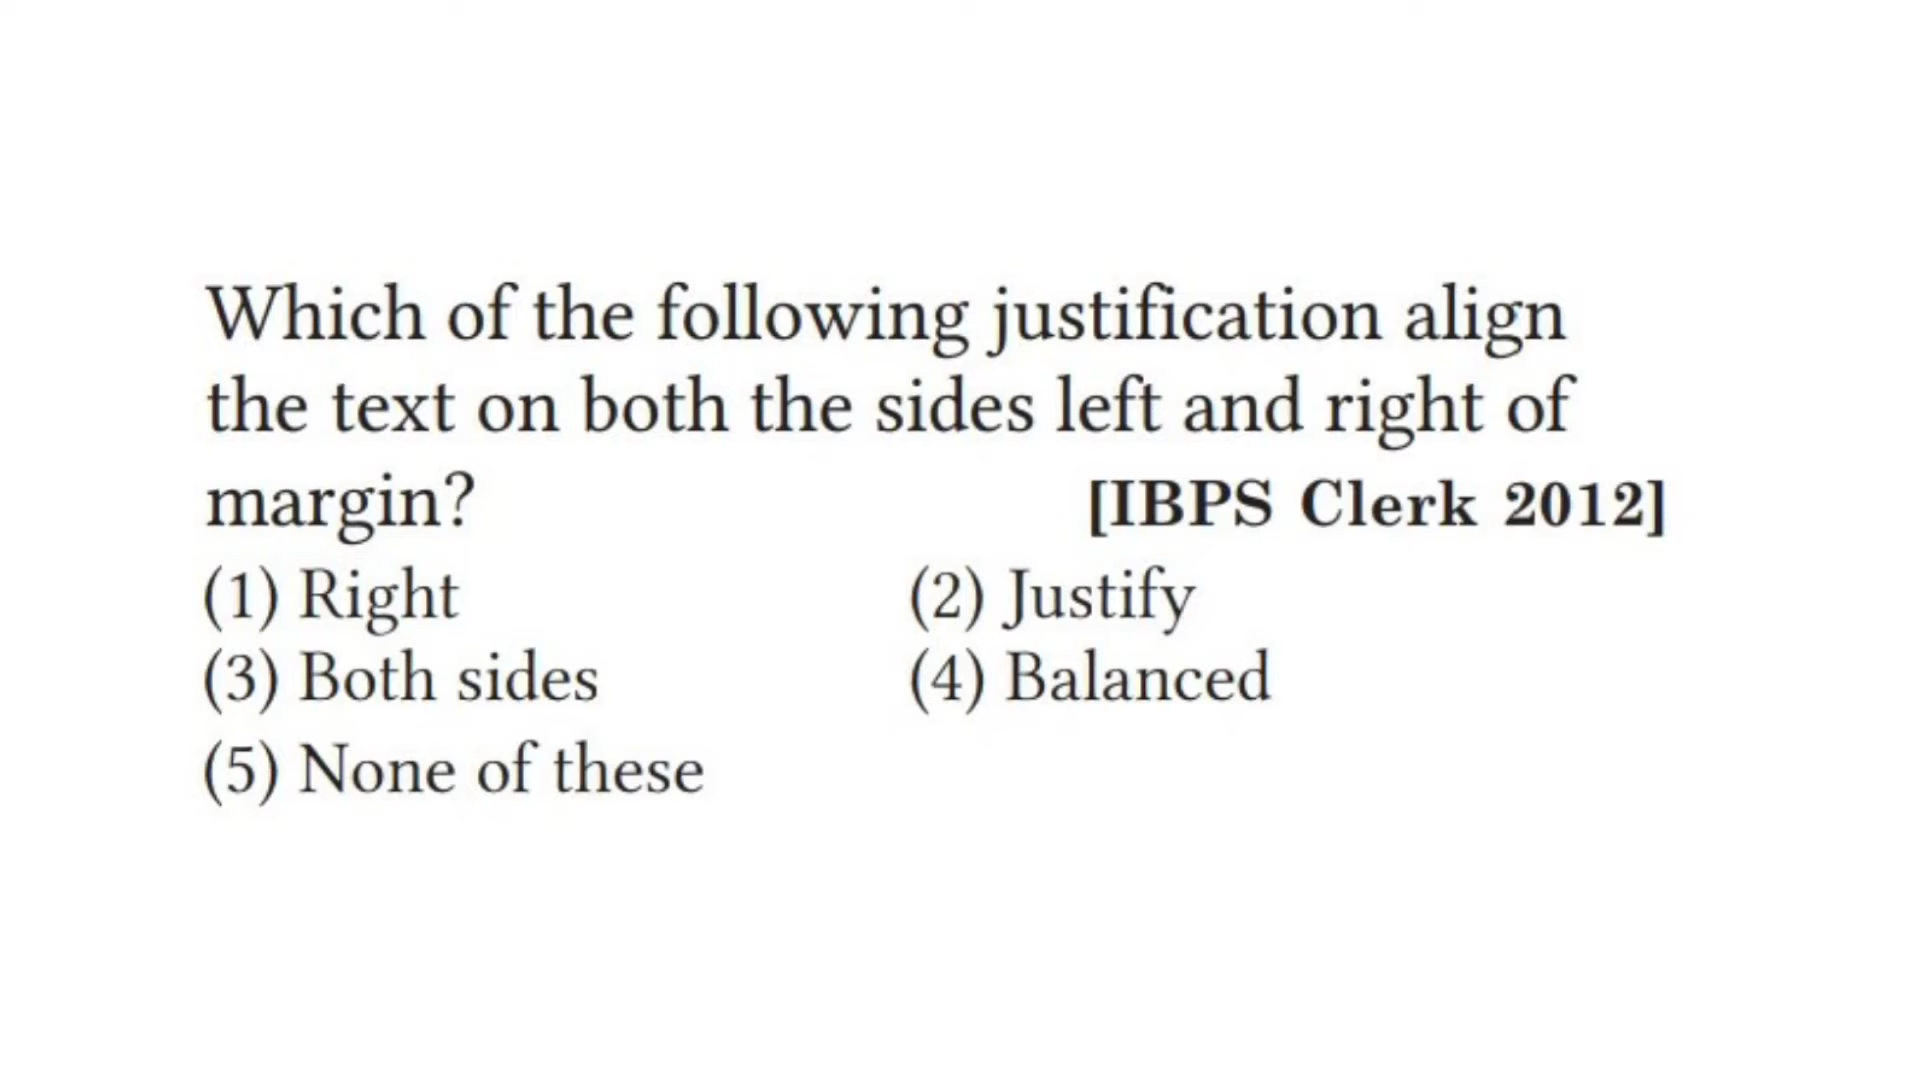 Which of the following justification align
the text on both the sides left and right of
margin? [IBPS Clerk 2012]
(1) Right (2) Justify
(3) Both sides (4) Balanced
(5) None of these